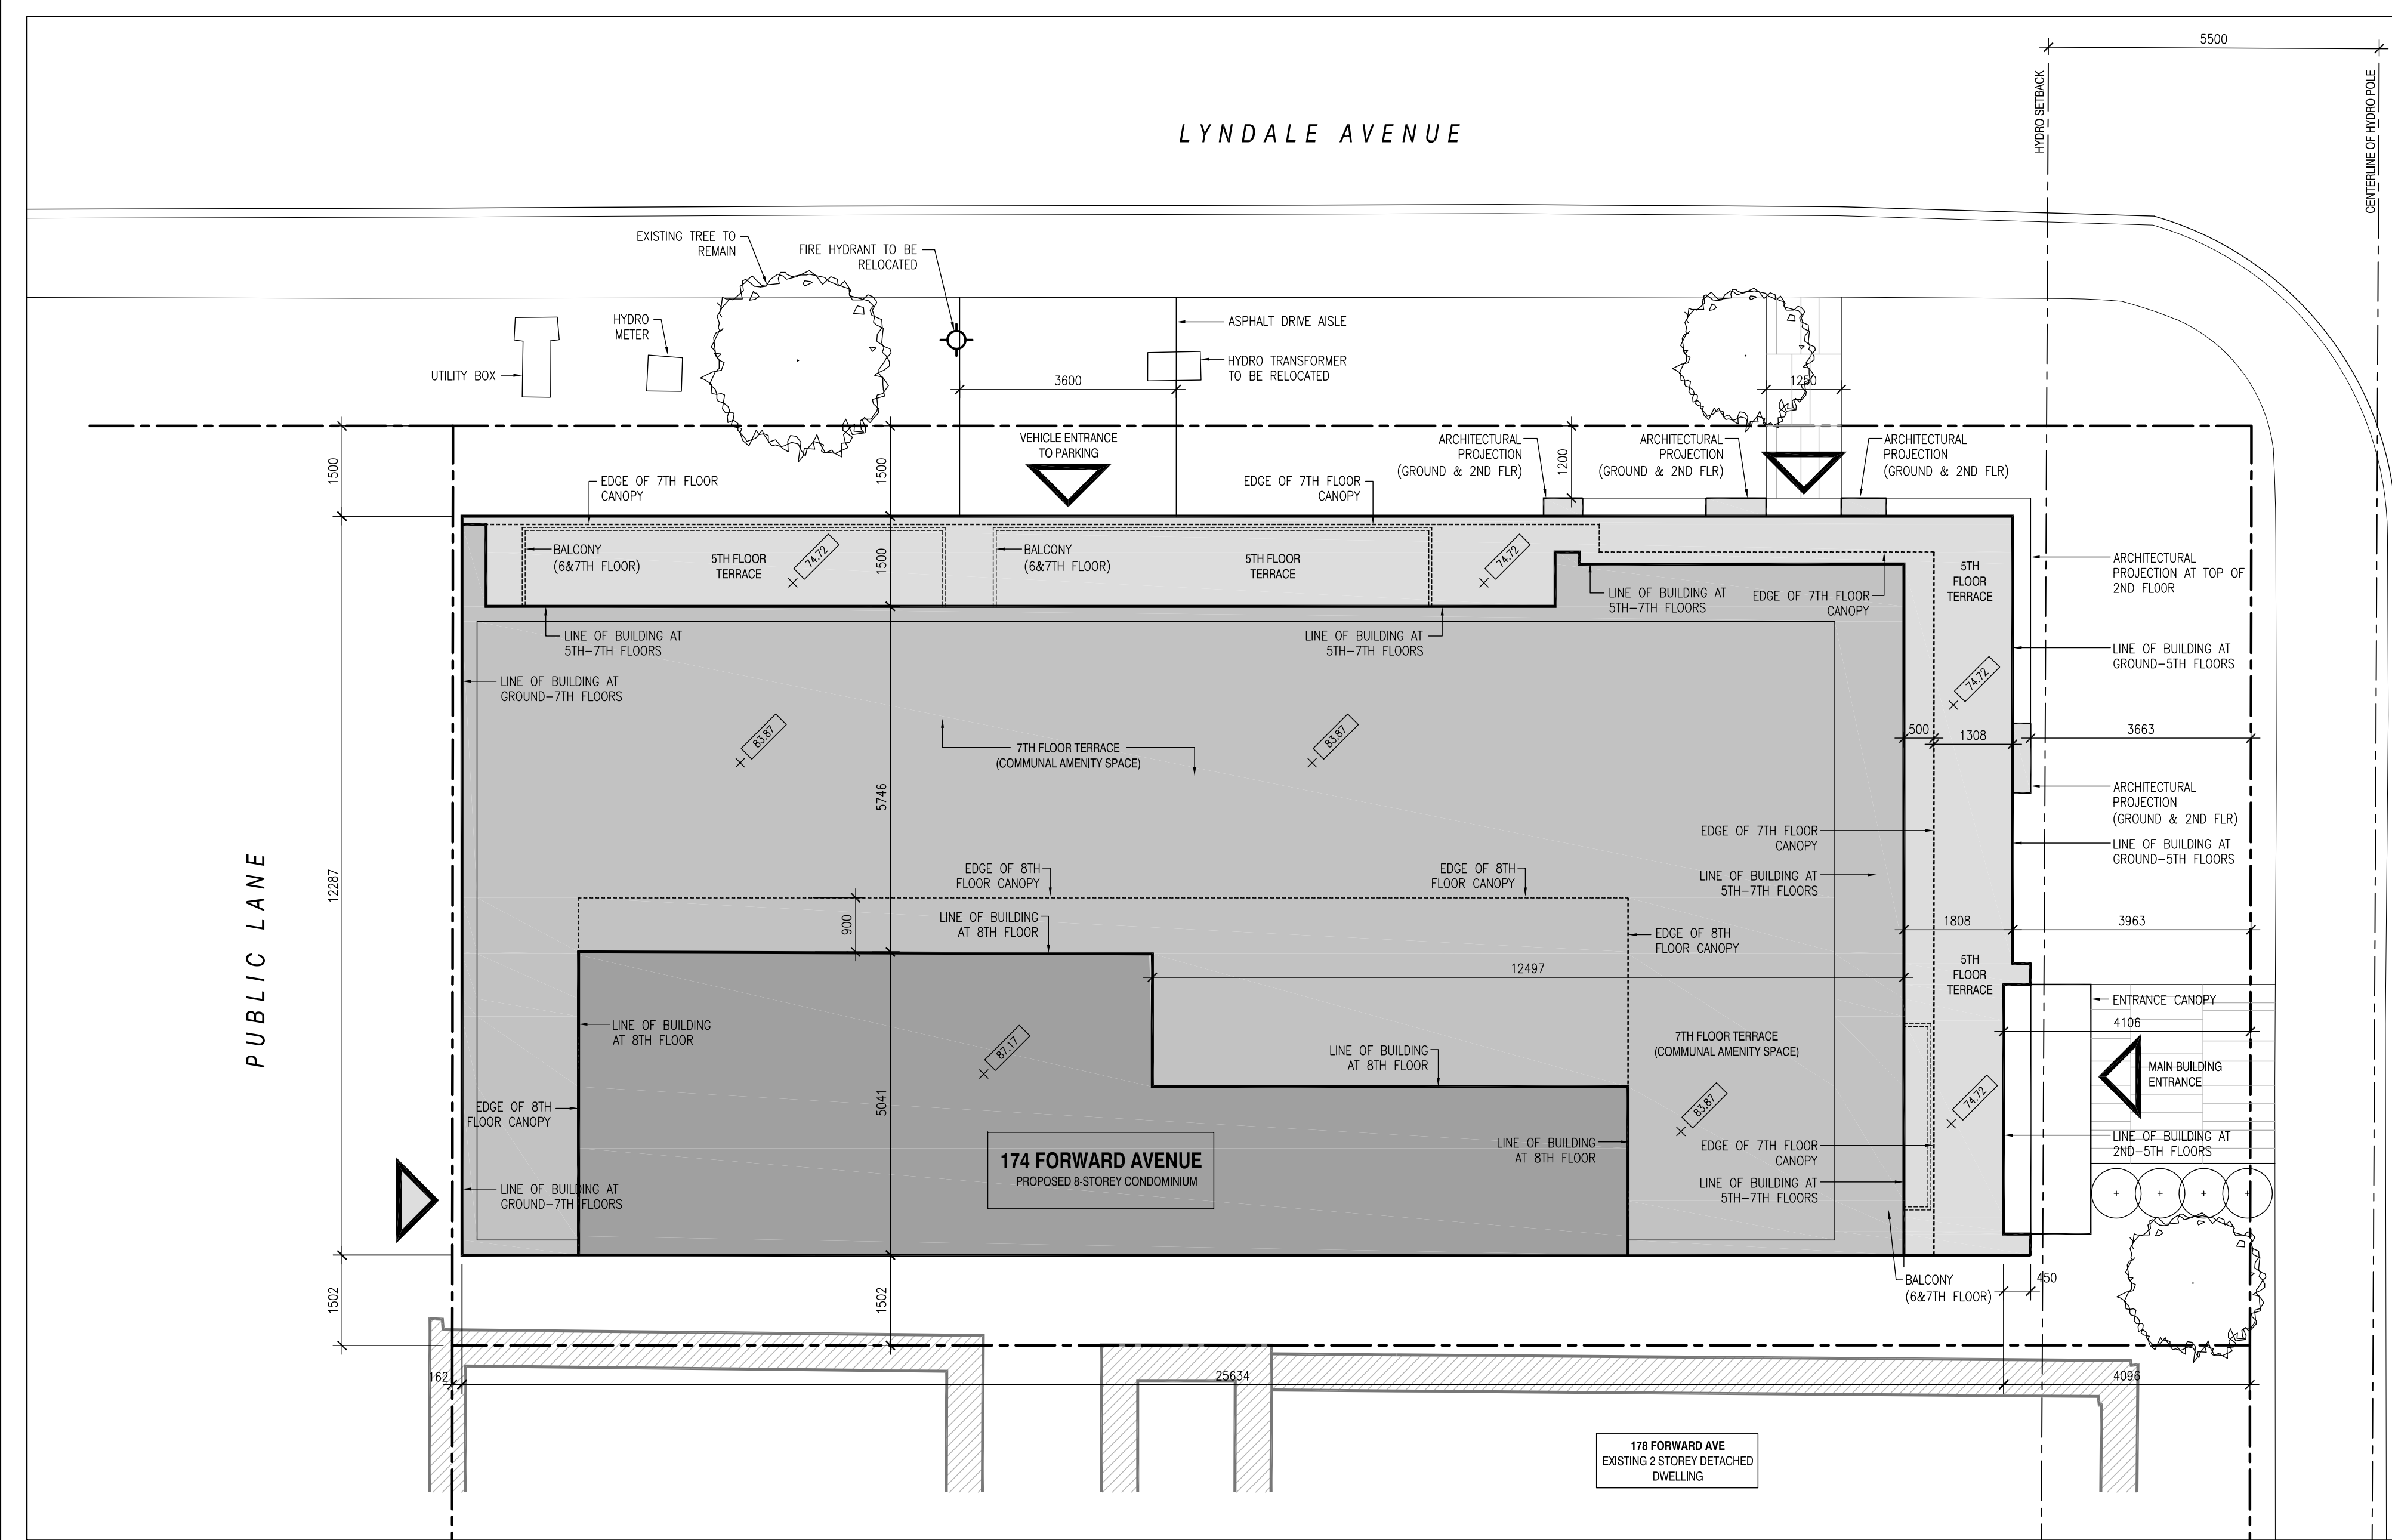 5500
HYDRO SETBACK
CENTERLINE OF HYDRO POLE
LYNDALE AVENUE
EXISTING TREE TO
REMAIN
FIRE HYDRANT TO BE
RELOCATED
HYDRO
METER
UTILITY BOX
ASPHALT DRIVE AISLE
HYDRO TRANSFORMER
TO BE RELOCATED
3600
1250
1500
1500
VEHICLE ENTRANCE
TO PARKING
1200
ARCHITECTURAL
PROJECTION
(GROUND & 2ND FLR)
ARCHITECTURAL
PROJECTION
(GROUND & 2ND FLR)
ARCHITECTURAL
PROJECTION
(GROUND & 2ND FLR)
EDGE OF 7TH FLOOR
CANOPY
EDGE OF 7TH FLOOR
CANOPY
BALCONY
(6&7TH FLOOR)
5TH FLOOR
TERRACE
74.72
1500
BALCONY
(6&7TH FLOOR)
5TH FLOOR
TERRACE
74.72
LINE OF BUILDING AT
5TH-7TH FLOORS
EDGE OF 7TH FLOOR
CANOPY
5TH
FLOOR
TERRACE
ARCHITECTURAL
PROJECTION AT TOP OF
2ND FLOOR
LINE OF BUILDING AT
5TH-7TH FLOORS
LINE OF BUILDING AT
5TH-7TH FLOORS
LINE OF BUILDING AT
GROUND-5TH FLOORS
LINE OF BUILDING AT
GROUND-7TH FLOORS
74.72
83.87
83.87
7TH FLOOR TERRACE
(COMMUNAL AMENITY SPACE)
500
1308
3663
5746
ARCHITECTURAL
PROJECTION
(GROUND & 2ND FLR)
EDGE OF 7TH FLOOR
CANOPY
LINE OF BUILDING AT
GROUND-5TH FLOORS
PUBLIC LANE
12287
EDGE OF 8TH
FLOOR CANOPY
EDGE OF 8TH
FLOOR CANOPY
LINE OF BUILDING AT
5TH-7TH FLOORS
900
LINE OF BUILDING
AT 8TH FLOOR
EDGE OF 8TH
FLOOR CANOPY
1808
3963
12497
5TH
FLOOR
TERRACE
ENTRANCE CANOPY
4106
LINE OF BUILDING
AT 8TH FLOOR
87.17
LINE OF BUILDING
AT 8TH FLOOR
7TH FLOOR TERRACE
(COMMUNAL AMENITY SPACE)
MAIN BUILDING
ENTRANCE
EDGE OF 8TH
FLOOR CANOPY
5041
83.87
74.72
174 FORWARD AVENUE
PROPOSED 8-STOREY CONDOMINIUM
LINE OF BUILDING
AT 8TH FLOOR
EDGE OF 7TH FLOOR
CANOPY
LINE OF BUILDING AT
2ND-5TH FLOORS
LINE OF BUILDING AT
GROUND-7TH FLOORS
LINE OF BUILDING AT
5TH-7TH FLOORS
BALCONY
(6&7TH FLOOR)
450
1502
1502
162
25634
4096
178 FORWARD AVE
EXISTING 2 STOREY DETACHED
DWELLING